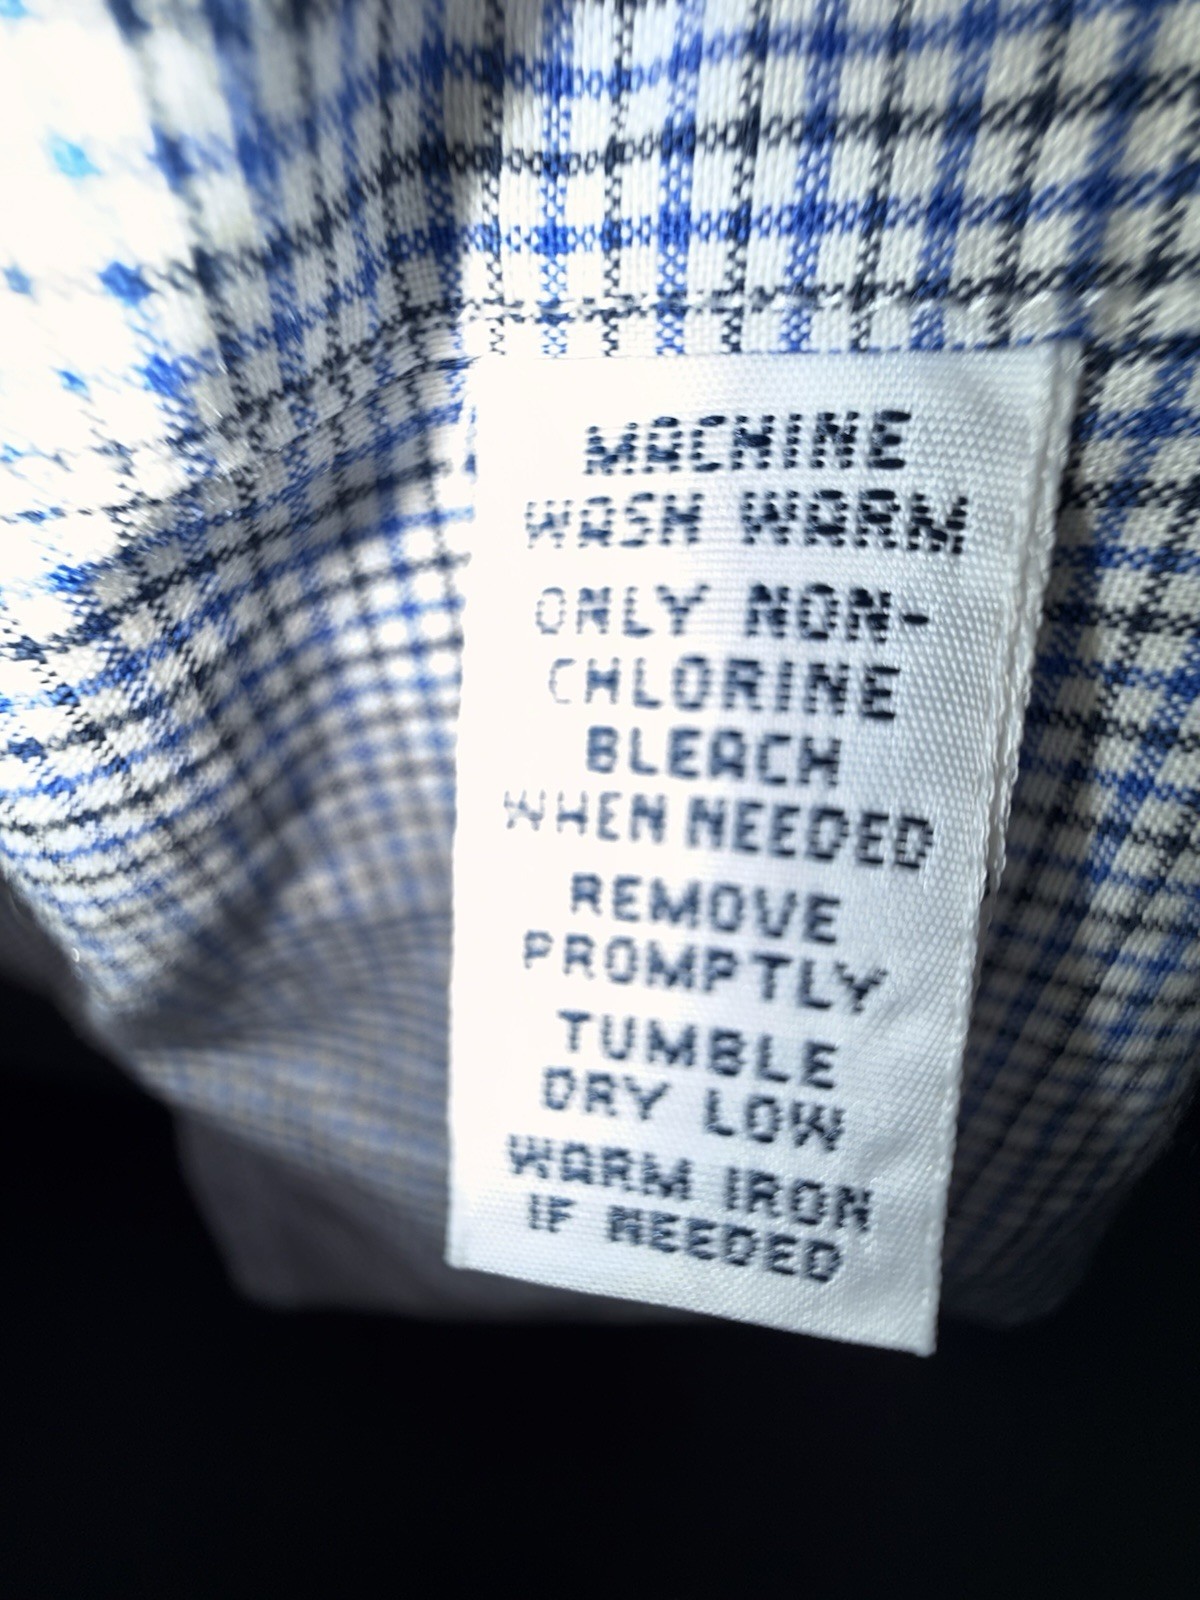 MACHINE
WASH WARM
ONLY NON-
CHLORINE
BLEACH
WHEN NEEDED
REMOVE
PROMPTLY
TUMBLE
DRY LOW
WARM IRON
IF NEEDED